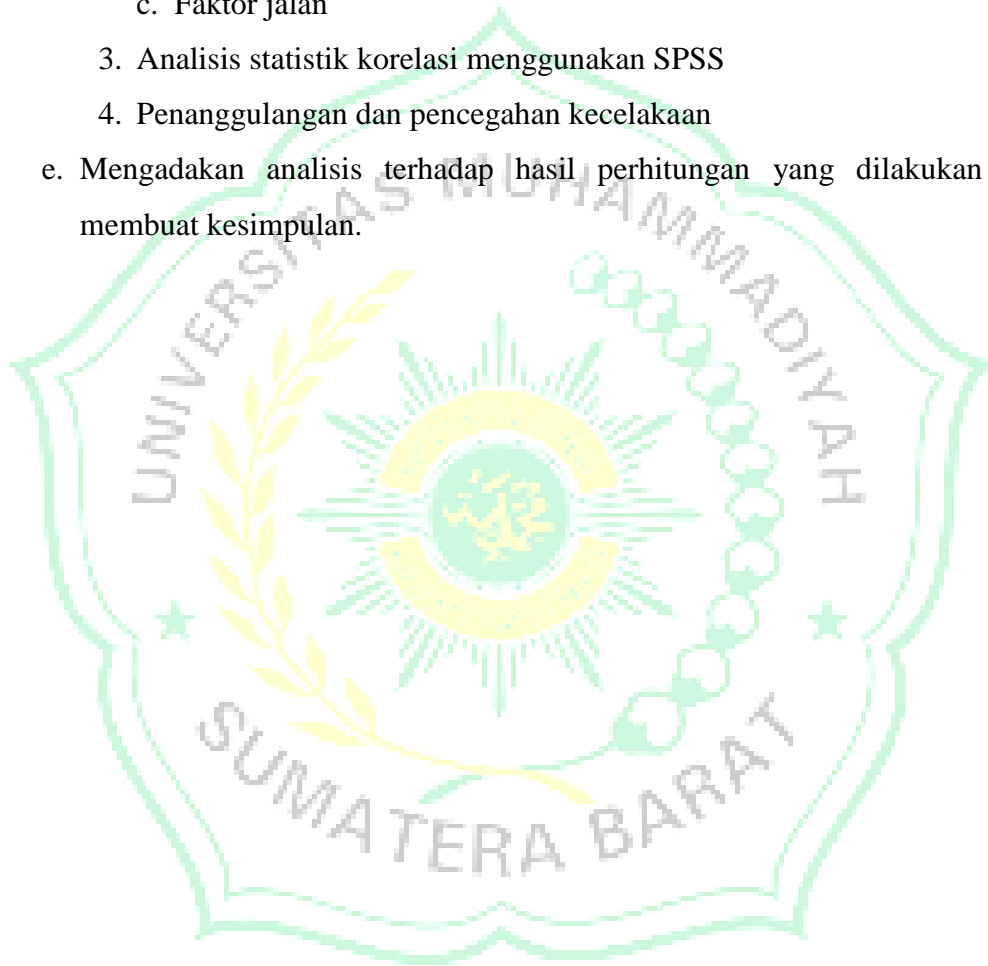 c. Faktor jalan
3. Analisis statistik korelasi menggunakan SPSS
4. Penanggulangan dan pencegahan kecelakaan
e. Mengadakan analisis terhadap hasil perhitungan yang dilakukan
membuat kesimpulan.
UNIVERSITAS MUHAMMADIYAH
SUMATERA BARAT